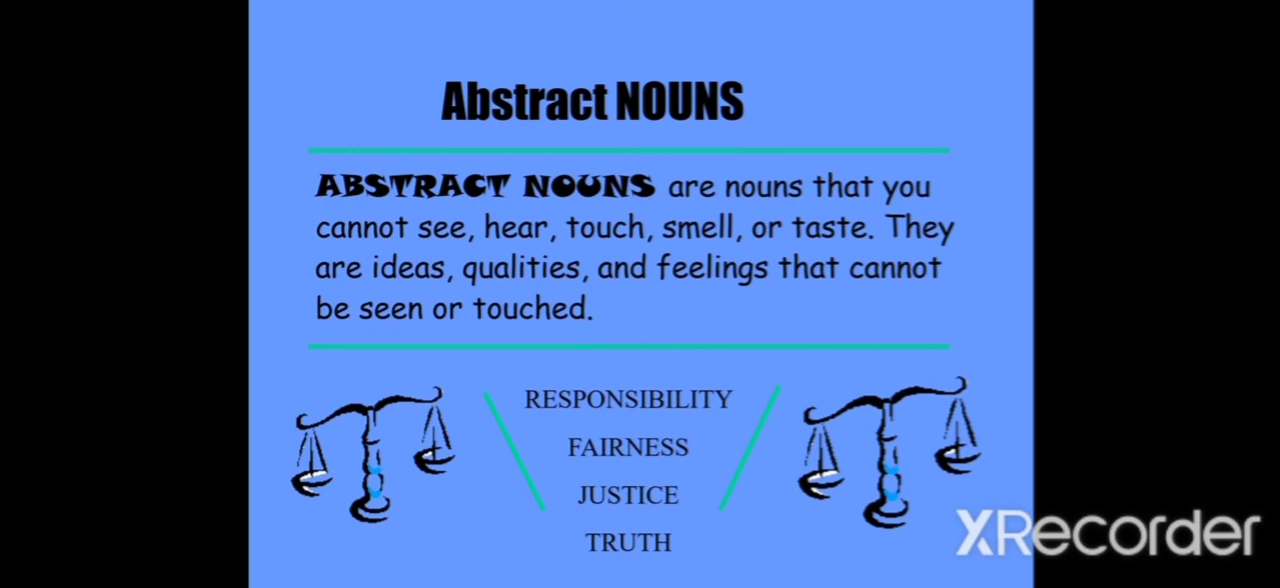 Abstract NOUNS
ABSTRACT NOUNS are nouns that you
cannot see, hear, touch, smell, or taste. They
are ideas, qualities, and feelings that cannot
be seen or touched.
RESPONSIBILITY
FAIRNESS
JUSTICE
TRUTH
XRecorder